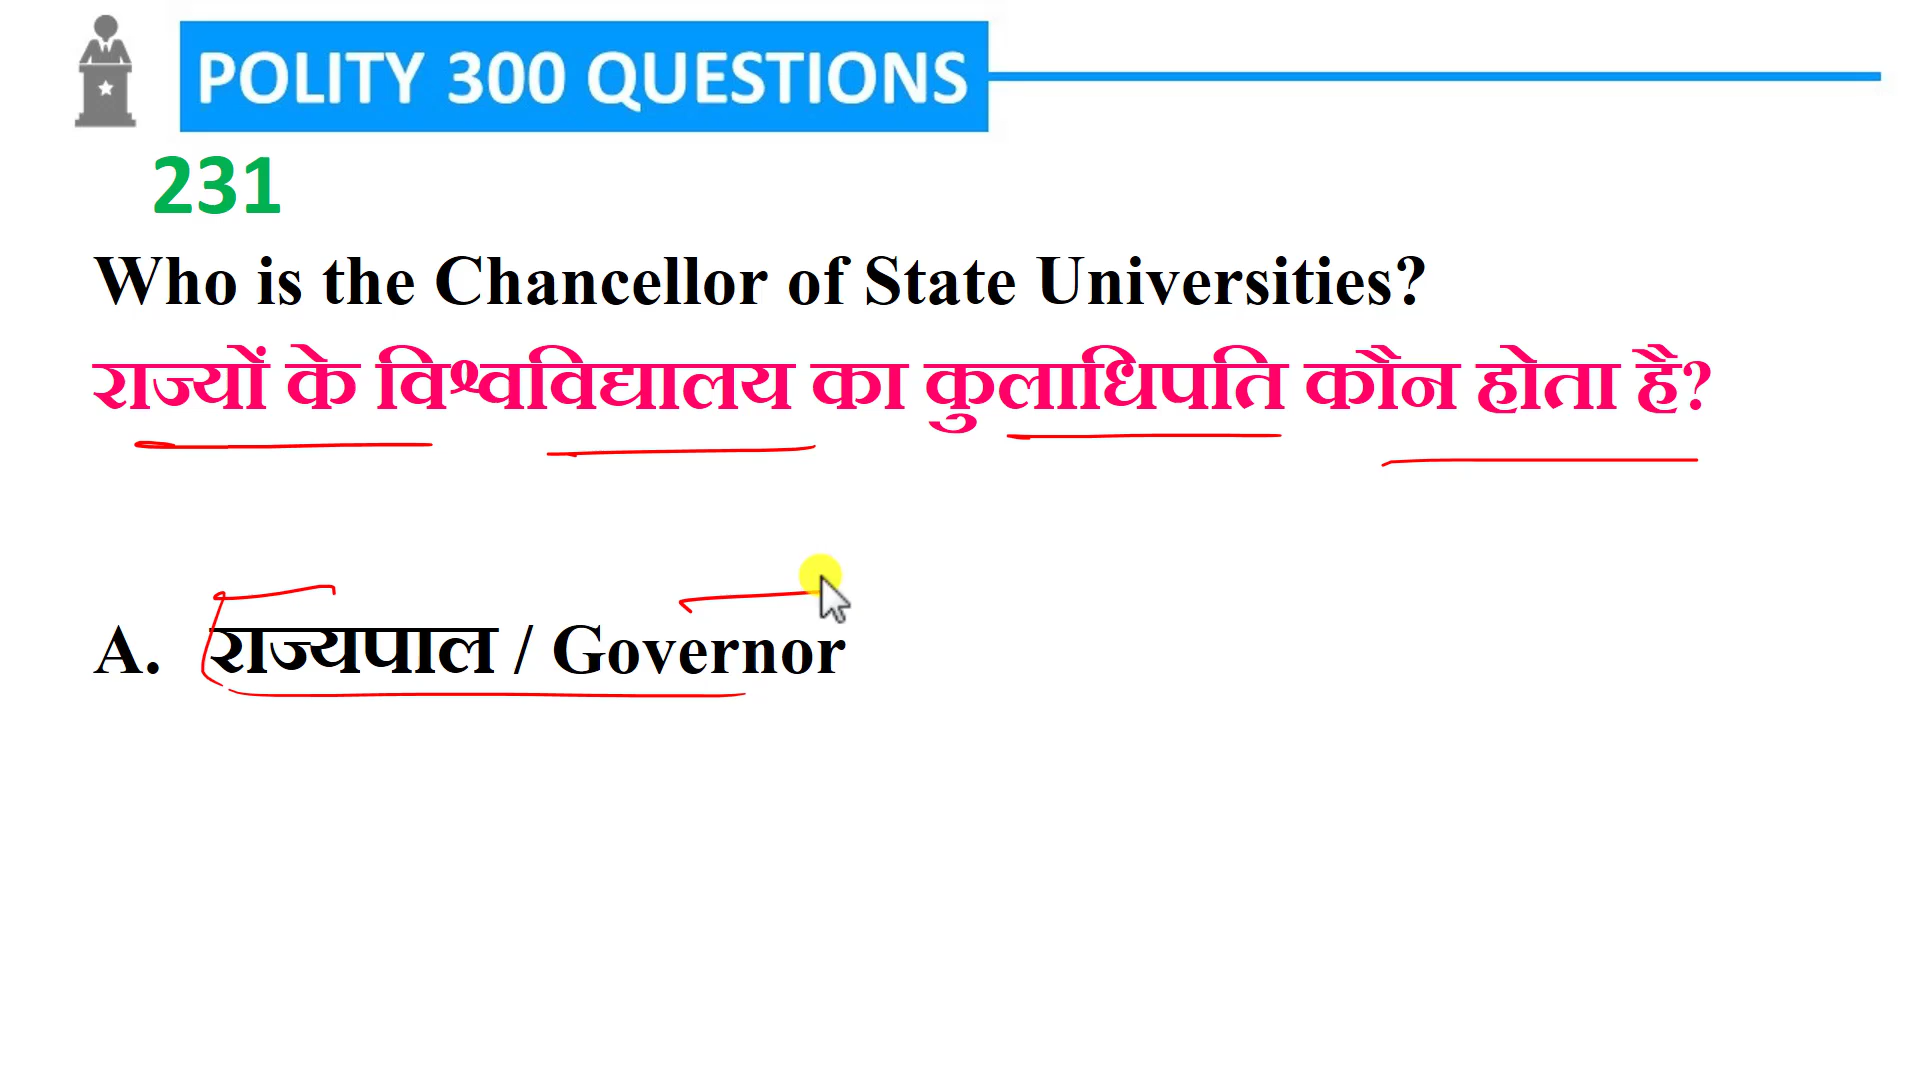 POLITY 300 QUESTIONS
231
Who is the Chancellor of State Universities?
राज्यों के विश्वविद्यालय का कुलाधिपति कौन होता है?
A. राज्यपाल / Governor